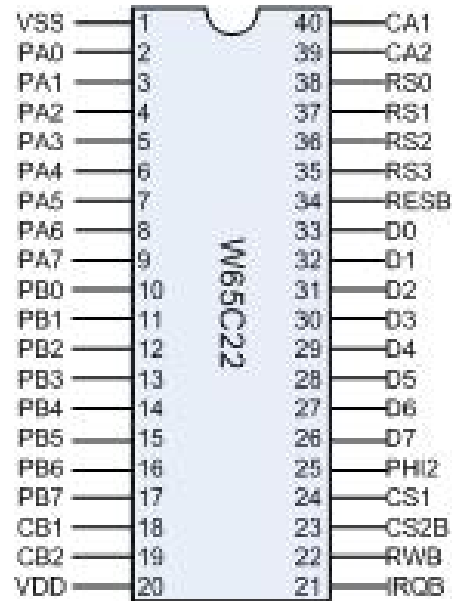 VSS 1 40 CA1
PA0 2 39 CA2
PA1 3 38 RS0
PA2 4 37 RS1
PA3 5 36 RS2
PA4 6 35 RS3
PA5 7 34 RESB
PA6 8 33 D0
PA7 9 32 D1
PB0 10 31 D2
PB1 11 30 D3
PB2 12 29 D4
PB3 13 28 D5
PB4 14 27 D6
PB5 15 26 D7
PB6 16 25 PHI2
PB7 17 24 CS1
CB1 18 23 CS2B
CB2 19 22 RWB
VDD 20 21 IRQB
W65C22